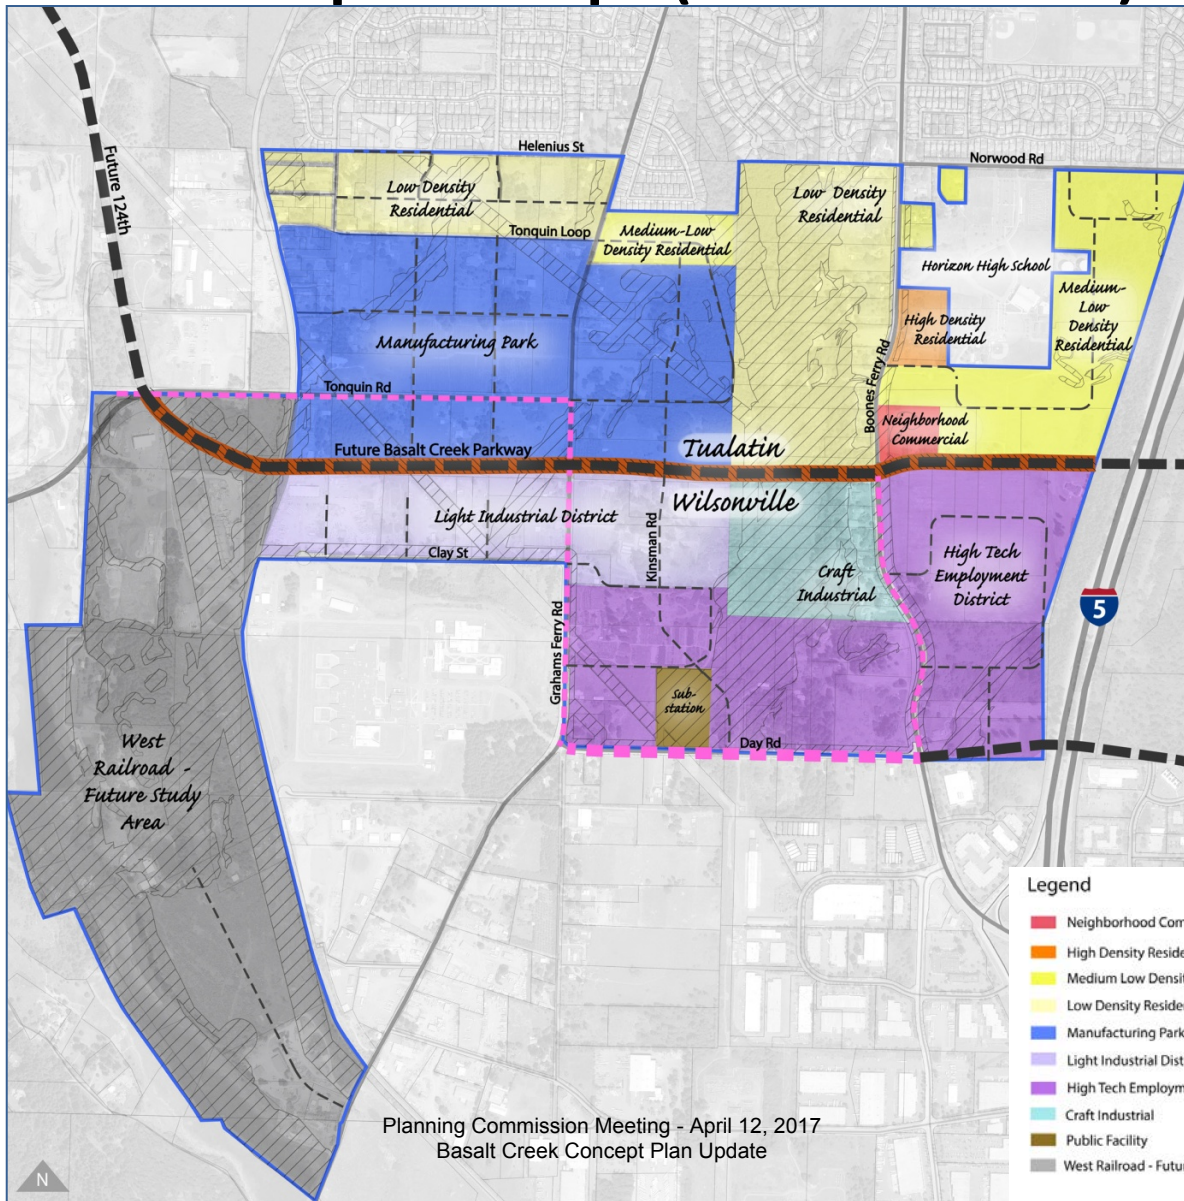 Helenius St
Norwood Rd
Future 124th
Low Density
Residential
Low Density
Residential
Tonquin Loop
Medium-Low
Density Residential
Horizon High School
Medium-
Low
Density
Residential
High Density
Residential
Manufacturing Park
Boones Ferry Rd
Tonquin Rd
Neighborhood
Commercial
Future Basalt Creek Parkway
Tualatin
Wilsonville
Light Industrial District
Kinsman Rd
Clay St
High Tech
Employment
District
Craft
Industrial
5
Grahams Ferry Rd
Sub-
station
Day Rd
West
Railroad -
Future Study
Area
Legend
Neighborhood Com
High Density Reside
Medium Low Densit
Low Density Resider
Manufacturing Park
Light Industrial Dist
High Tech Employm
Craft Industrial
Public Facility
West Railroad - Futur
Planning Commission Meeting - April 12, 2017
Basalt Creek Concept Plan Update
N